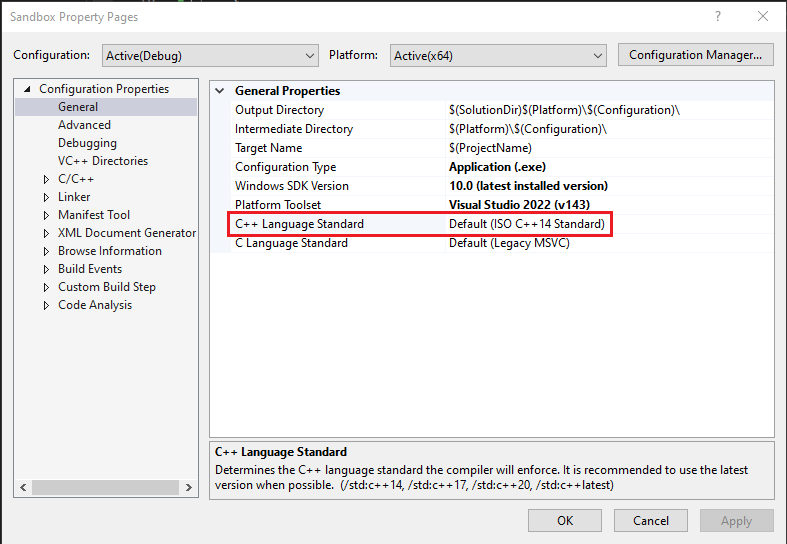 Sandbox Property Pages
?
Configuration: Active(Debug) Platform: Active(x64) Configuration Manager...
Configuration Properties
General
Advanced
Debugging
VC++ Directories
C/C++
Linker
Manifest Tool
XML Document Generator
Browse Information
Build Events
Custom Build Step
Code Analysis
General Properties
Output Directory $(SolutionDir)$(Platform)\$(Configuration)\
Intermediate Directory $(Platform)\$(Configuration)\
Target Name $(ProjectName)
Configuration Type Application (.exe)
Windows SDK Version 10.0 (latest installed version)
Platform Toolset Visual Studio 2022 (v143)
C++ Language Standard Default (ISO C++14 Standard)
C Language Standard Default (Legacy MSVC)
C++ Language Standard
Determines the C++ language standard the compiler will enforce. It is recommended to use the latest
version when possible. (/std:c++14, /std:c++17, /std:c++20, /std:c++latest)
OK Cancel Apply